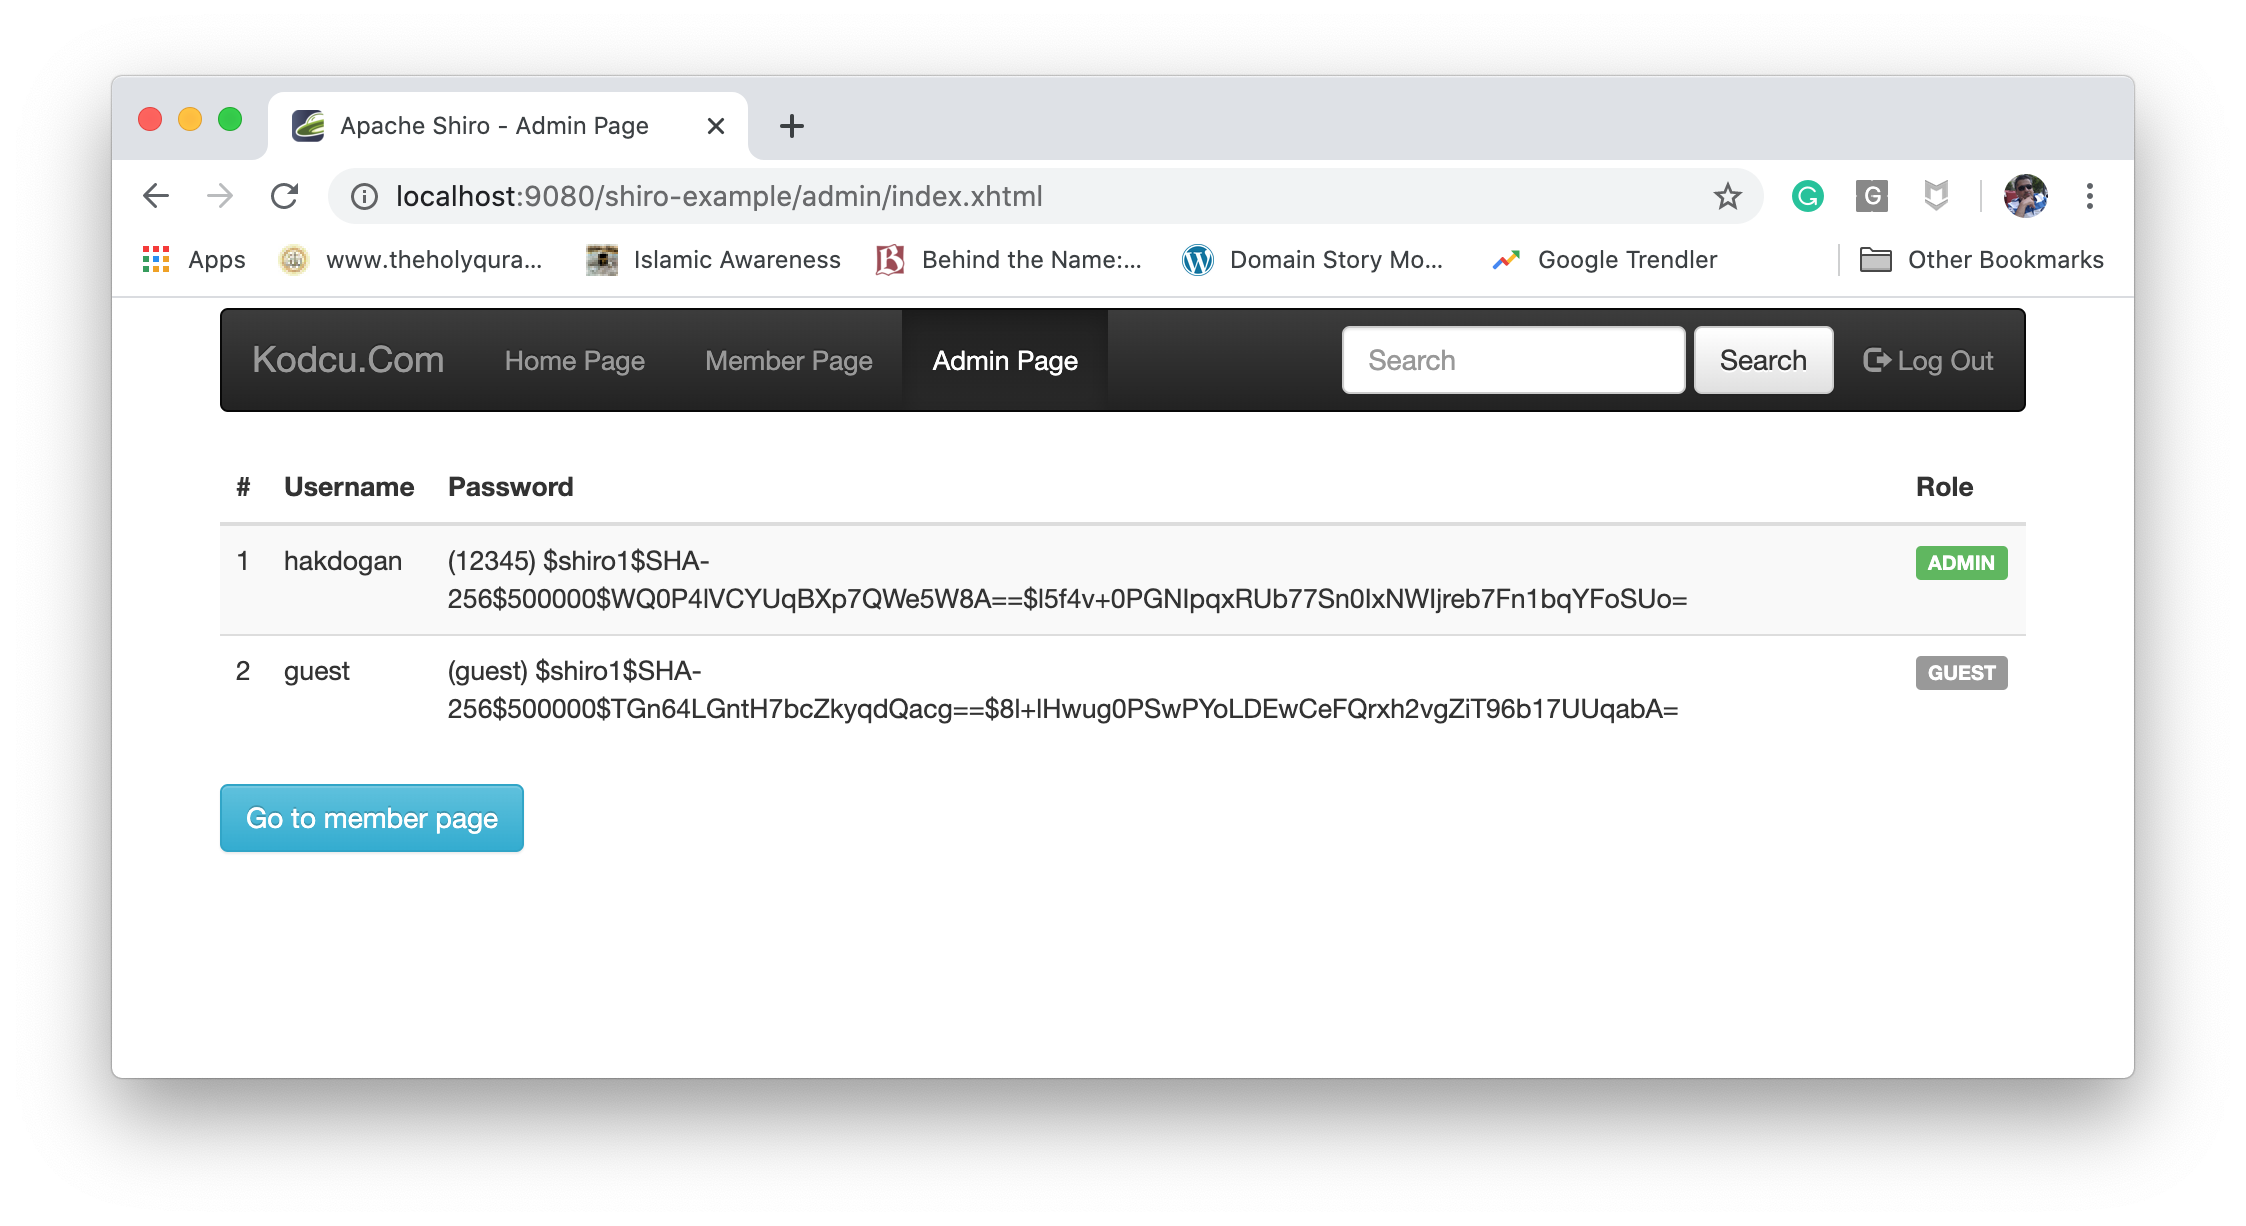 Apache Shiro - Admin Page
localhost:9080/shiro-example/admin/index.xhtml
G G
Apps www.theholyqura... Islamic Awareness Behind the Name:... Domain Story Mo... Google Trendler Other Bookmarks
Kodcu.Com Home Page Member Page Admin Page Search Search Log Out
# Username Password Role
1 hakdogan (12345) $shiro1$SHA- ADMIN
256$500000$WQ0P4lVCYUqBXp7QWe5W8A==$l5f4v+0PGNIpqxRUb77Sn0IxNWIjreb7Fn1bqYFoSUo=
2 guest (guest) $shiro1$SHA- GUEST
256$500000$TGn64LGntH7bcZkyqdQacg==$8l+lHwug0PSwPYoLDEwCeFQrxh2vgZiT96b17UUqabA=
Go to member page